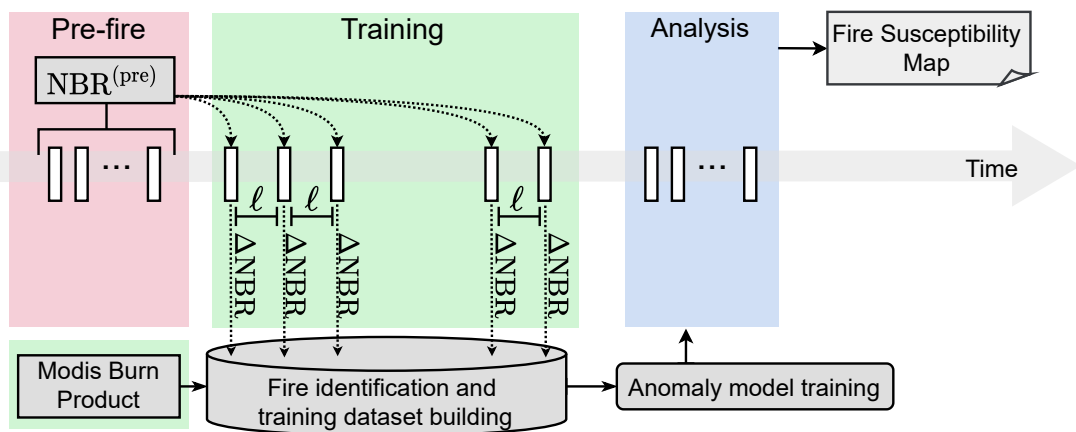 Pre-fire
Training
Analysis
Fire Susceptibility
Map
NBR^(pre)
...
...
Time
ℓ ℓ ℓ
ΔNBR ΔNBR ΔNBR ΔNBR ΔNBR
Modis Burn
Product
Fire identification and
training dataset building
Anomaly model training